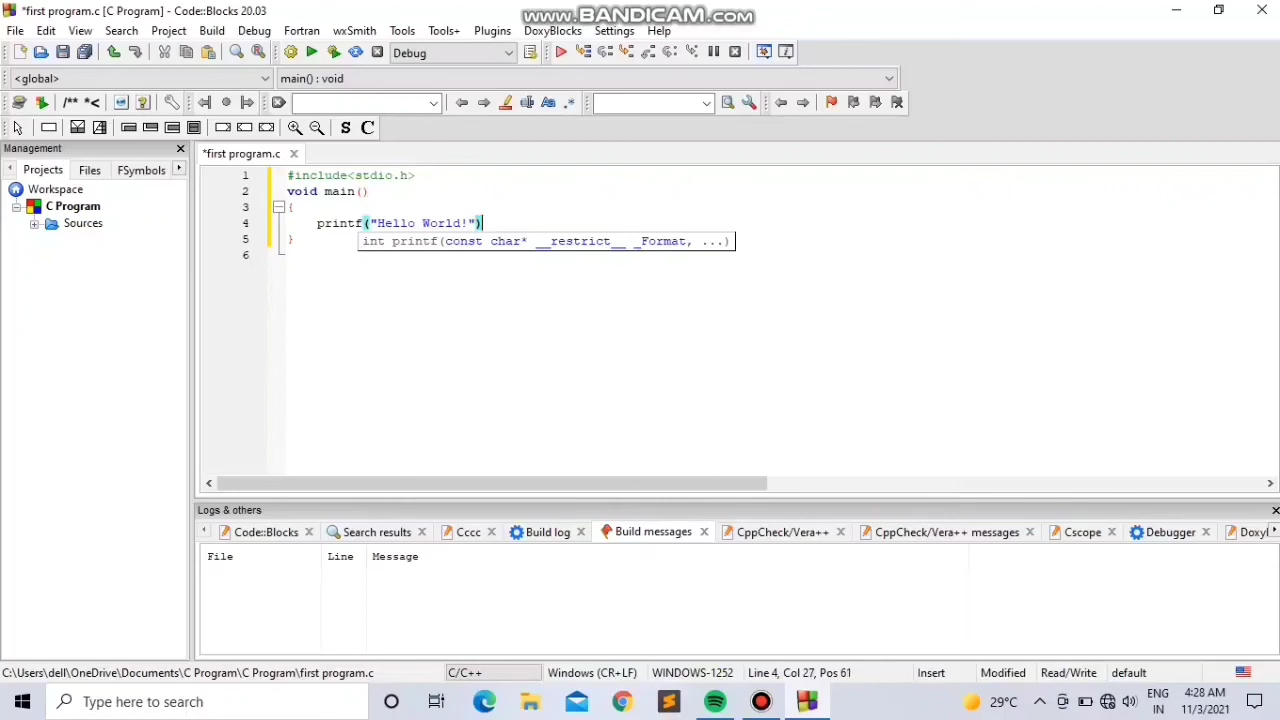 *first program.c [C Program] - Code::Blocks 20.03
www.BANDICAM.com
File Edit View Search Project Build Debug Fortran wxSmith Tools Tools+ Plugins DoxyBlocks Settings Help
Debug
<global> main() : void
/** *<
.*
S C
Management
Projects Files FSymbols
Workspace
C Program
Sources
*first program.c
1 #include<stdio.h>
2 void main()
3 {
4 printf("Hello World!")
int printf(const char* __restrict__ _Format, ...)
5 }
6
Logs & others
Code::Blocks Search results Cccc Build log Build messages CppCheck/Vera++ CppCheck/Vera++ messages Cscope Debugger Doxyl
File Line Message
C:\Users\dell\OneDrive\Documents\C Program\C Program\first program.c C/C++ Windows (CR+LF) WINDOWS-1252 Line 4, Col 27, Pos 61 Insert Modified Read/Write default
Type here to search
29°C
ENG
IN
4:28 AM
11/3/2021